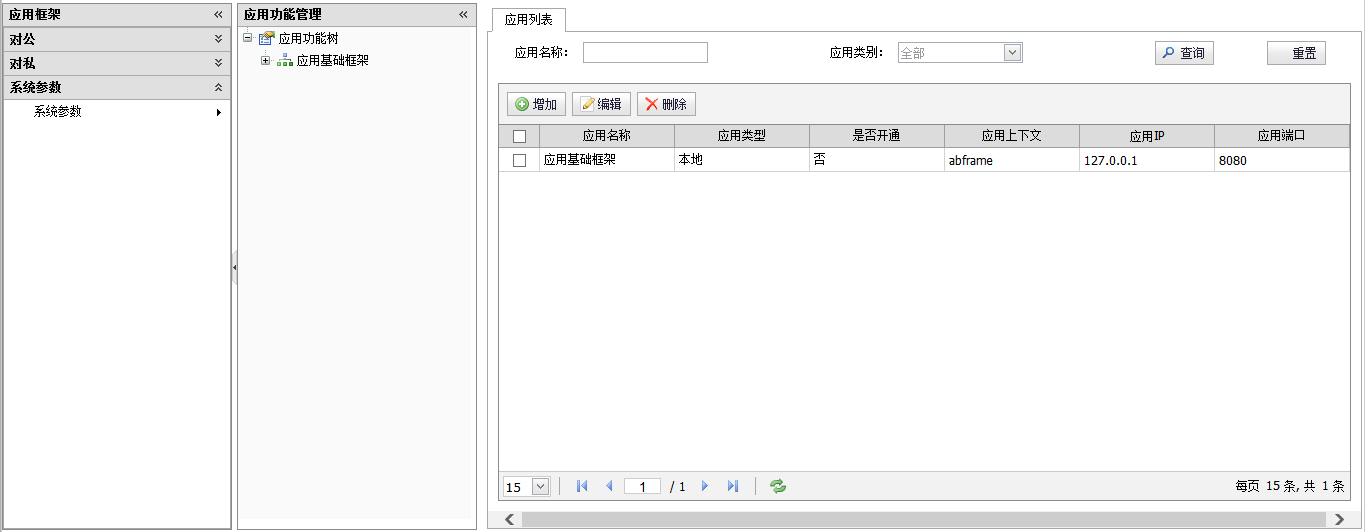 应用框架
对公
对私
系统参数
系统参数
应用功能管理
应用功能树
应用基础框架
应用列表
应用名称: 应用类别: 全部 查询 重置
增加 编辑 删除
应用名称 应用类型 是否开通 应用上下文 应用IP 应用端口
应用基础框架 本地 否 abframe 127.0.0.1 8080
15 1 / 1 每页 15 条, 共 1 条